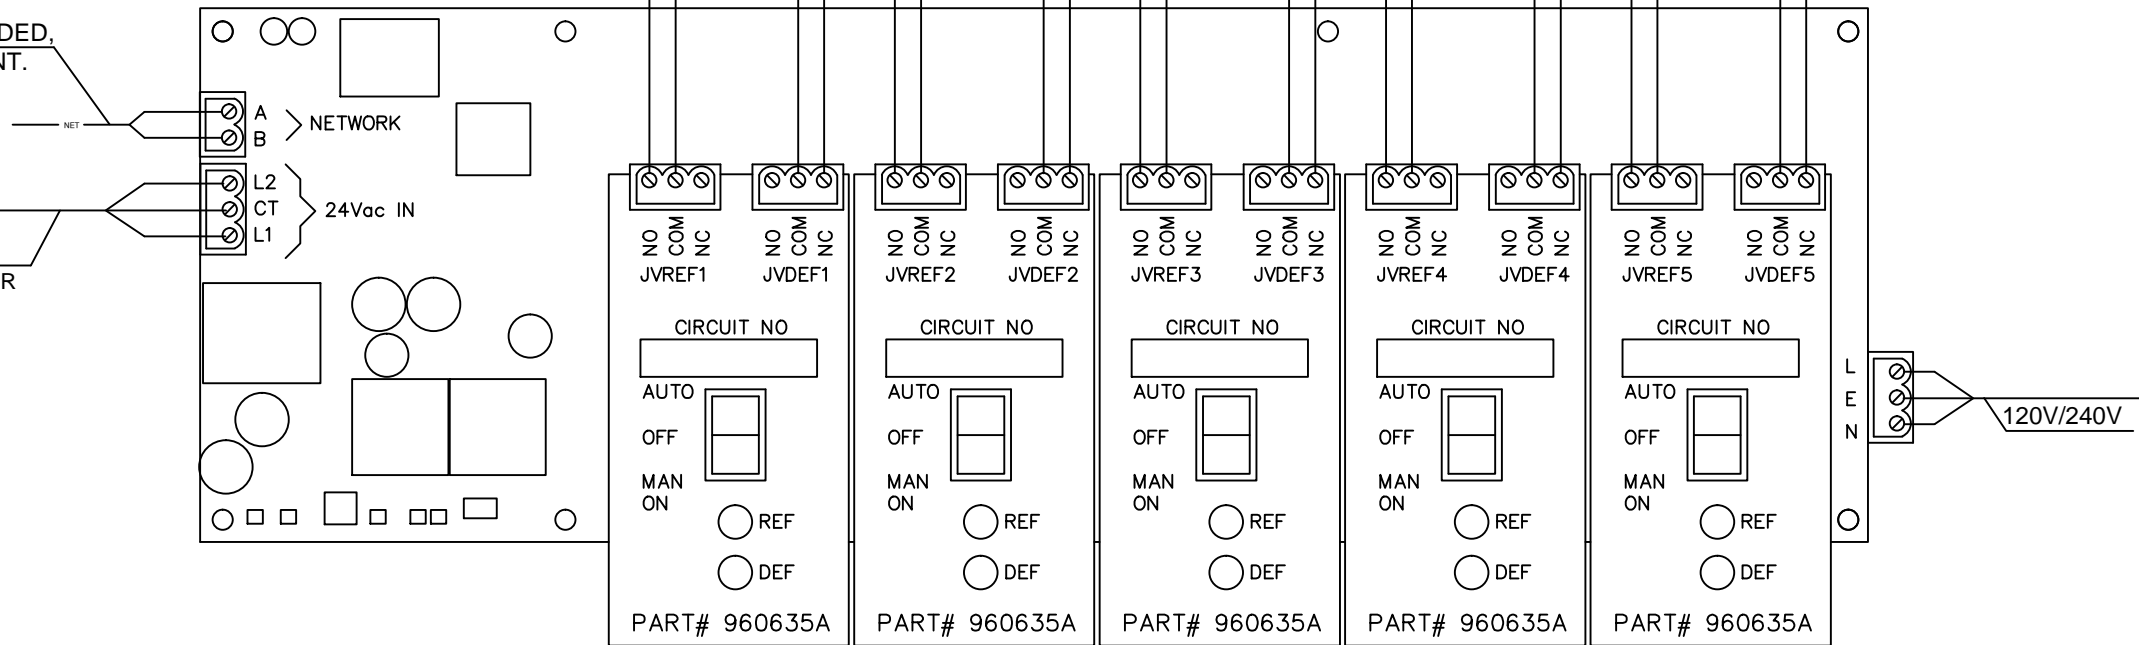 DED,
NT.
NET
A
B
NETWORK
L2
CT
L1
24Vac IN
R
NO COM NC
JVREF1
NO COM NC
JVDEF1
CIRCUIT NO
AUTO
OFF
MAN
ON
REF
DEF
PART# 960635A
NO COM NC
JVREF2
NO COM NC
JVDEF2
CIRCUIT NO
AUTO
OFF
MAN
ON
REF
DEF
PART# 960635A
NO COM NC
JVREF3
NO COM NC
JVDEF3
CIRCUIT NO
AUTO
OFF
MAN
ON
REF
DEF
PART# 960635A
NO COM NC
JVREF4
NO COM NC
JVDEF4
CIRCUIT NO
AUTO
OFF
MAN
ON
REF
DEF
PART# 960635A
NO COM NC
JVREF5
NO COM NC
JVDEF5
CIRCUIT NO
AUTO
OFF
MAN
ON
REF
DEF
PART# 960635A
L
E
N
120V/240V